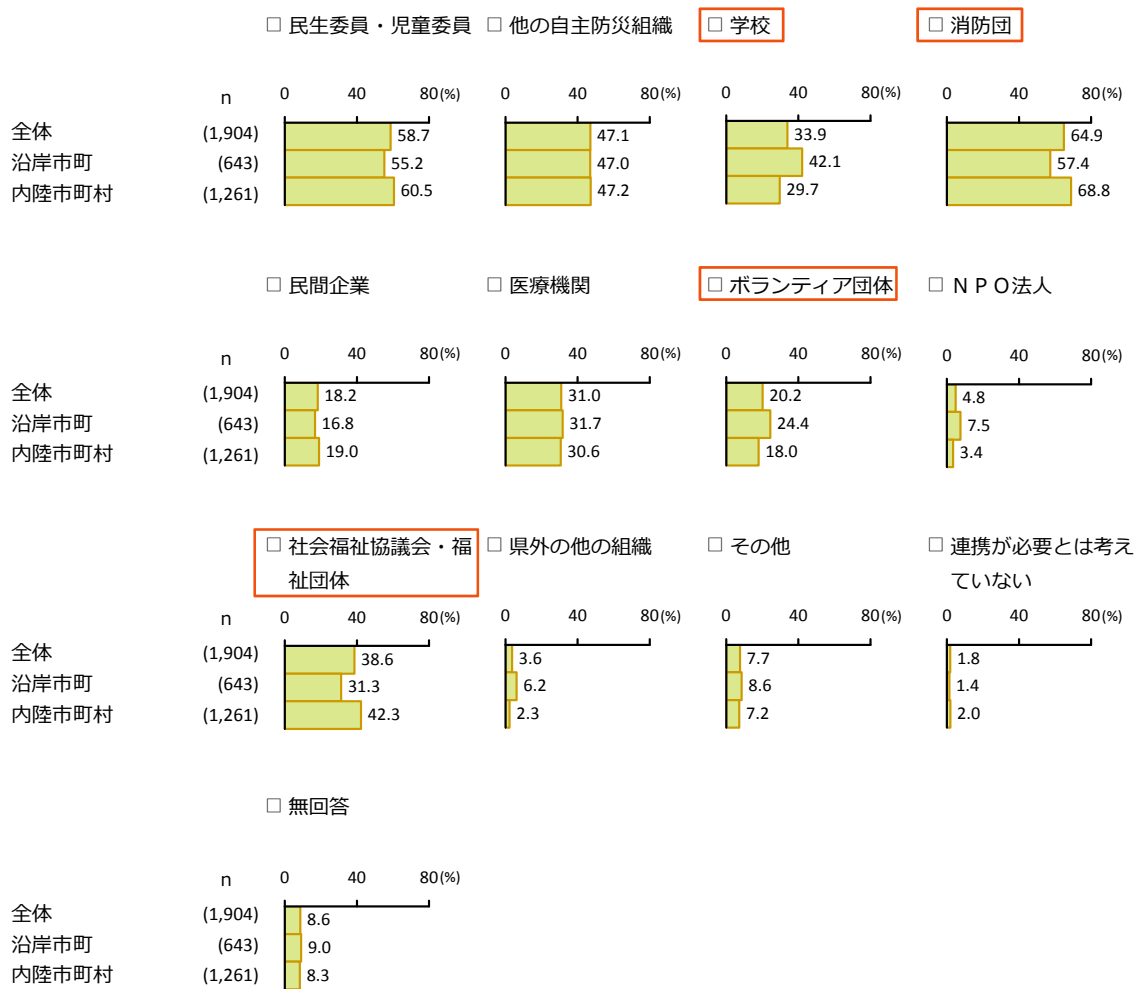 □ 民生委員・児童委員 □ 他の自主防災組織 □ 学校 □ 消防団
n 0 40 80(%) 0 40 80(%) 0 40 80(%) 0 40 80(%)
全体 (1,904) 58.7 47.1 33.9 64.9
沿岸市町 (643) 55.2 47.0 42.1 57.4
内陸市町村 (1,261) 60.5 47.2 29.7 68.8
□ 民間企業 □ 医療機関 □ ボランティア団体 □ ＮＰＯ法人
n 0 40 80(%) 0 40 80(%) 0 40 80(%) 0 40 80(%)
全体 (1,904) 18.2 31.0 20.2 4.8
沿岸市町 (643) 16.8 31.7 24.4 7.5
内陸市町村 (1,261) 19.0 30.6 18.0 3.4
□ 社会福祉協議会・福 □ 県外の他の組織 □ その他 □ 連携が必要とは考え
祉団体 ていない
n 0 40 80(%) 0 40 80(%) 0 40 80(%) 0 40 80(%)
全体 (1,904) 38.6 3.6 7.7 1.8
沿岸市町 (643) 31.3 6.2 8.6 1.4
内陸市町村 (1,261) 42.3 2.3 7.2 2.0
□ 無回答
n 0 40 80(%)
全体 (1,904) 8.6
沿岸市町 (643) 9.0
内陸市町村 (1,261) 8.3